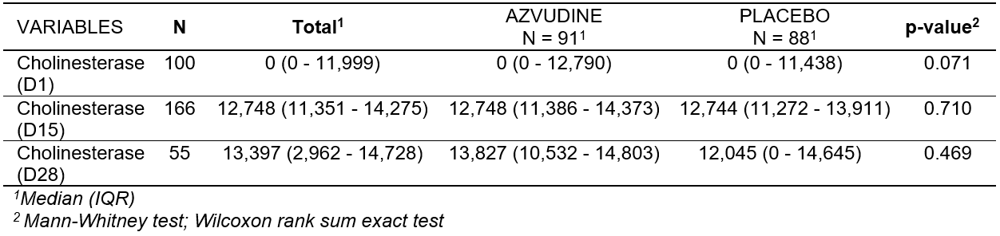 VARIABLES N Total1 AZVUDINE N = 911 PLACEBO N = 881 p-value2
Cholinesterase (D1) 100 0 (0 - 11,999) 0 (0 - 12,790) 0 (0 - 11,438) 0.071
Cholinesterase (D15) 166 12,748 (11,351 - 14,275) 12,748 (11,386 - 14,373) 12,744 (11,272 - 13,911) 0.710
Cholinesterase (D28) 55 13,397 (2,962 - 14,728) 13,827 (10,532 - 14,803) 12,045 (0 - 14,645) 0.469
1Median (IQR)
2 Mann-Whitney test; Wilcoxon rank sum exact test